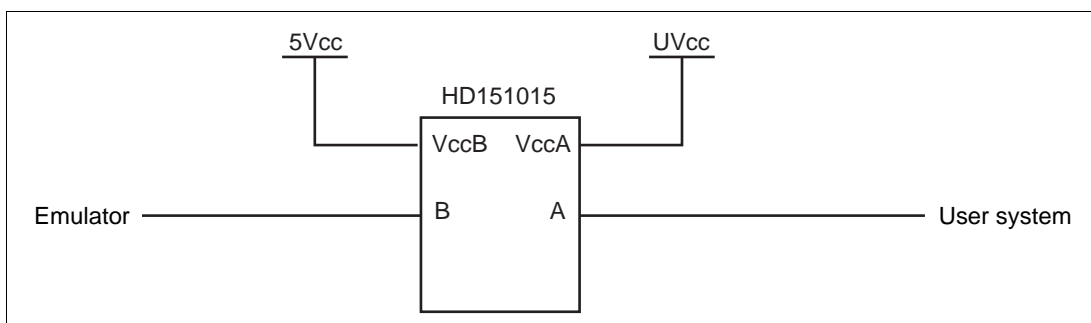 5Vcc UVcc
HD151015
VccB VccA
Emulator B A User system